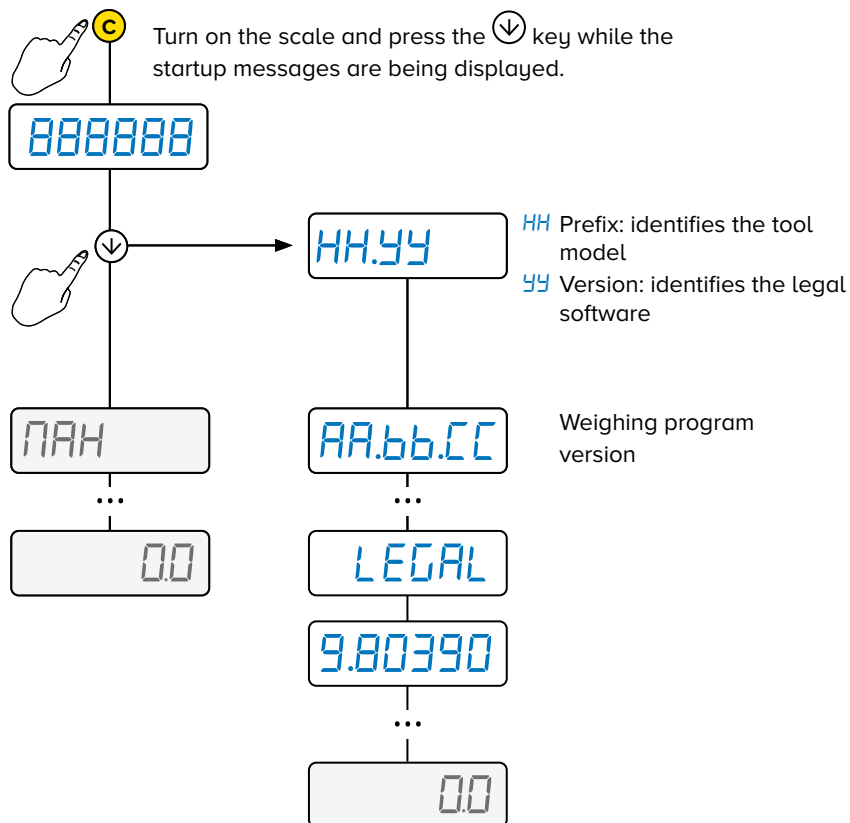 C
Turn on the scale and press the ↓ key while the
startup messages are being displayed.
888888
HH.YY
HH Prefix: identifies the tool
model
YY Version: identifies the legal
software
ПAH
AA.bb.CC
Weighing program
version
...
...
0.0
LEGAL
9.80390
...
0.0